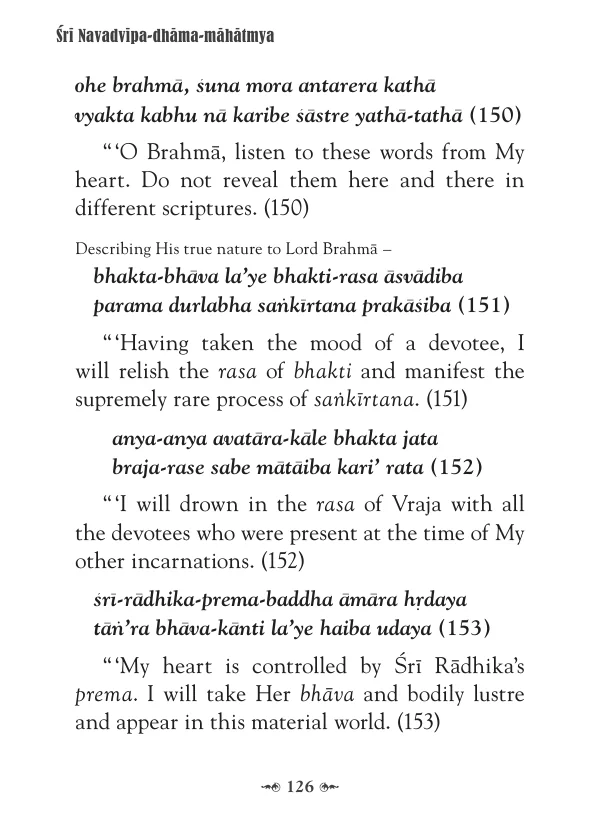 Śrī Navadvīpa-dhāma-māhātmya
ohe brahmā, śuna mora antarera kathā
vyakta kabhu nā karibe śāstre yathā-tathā (150)
“ ‘O Brahmā, listen to these words from My
heart. Do not reveal them here and there in
different scriptures. (150)
Describing His true nature to Lord Brahmā –
bhakta-bhāva la’ye bhakti-rasa āsvādiba
parama durlabha saṅkīrtana prakāśiba (151)
“ ‘Having taken the mood of a devotee, I
will relish the rasa of bhakti and manifest the
supremely rare process of saṅkīrtana. (151)
anya-anya avatāra-kāle bhakta jata
braja-rase sabe mātāiba kari’ rata (152)
“ ‘I will drown in the rasa of Vraja with all
the devotees who were present at the time of My
other incarnations. (152)
śrī-rādhika-prema-baddha āmāra hṛdaya
tāṅ’ra bhāva-kānti la’ye haiba udaya (153)
“ ‘My heart is controlled by Śrī Rādhika’s
prema. I will take Her bhāva and bodily lustre
and appear in this material world. (153)
126